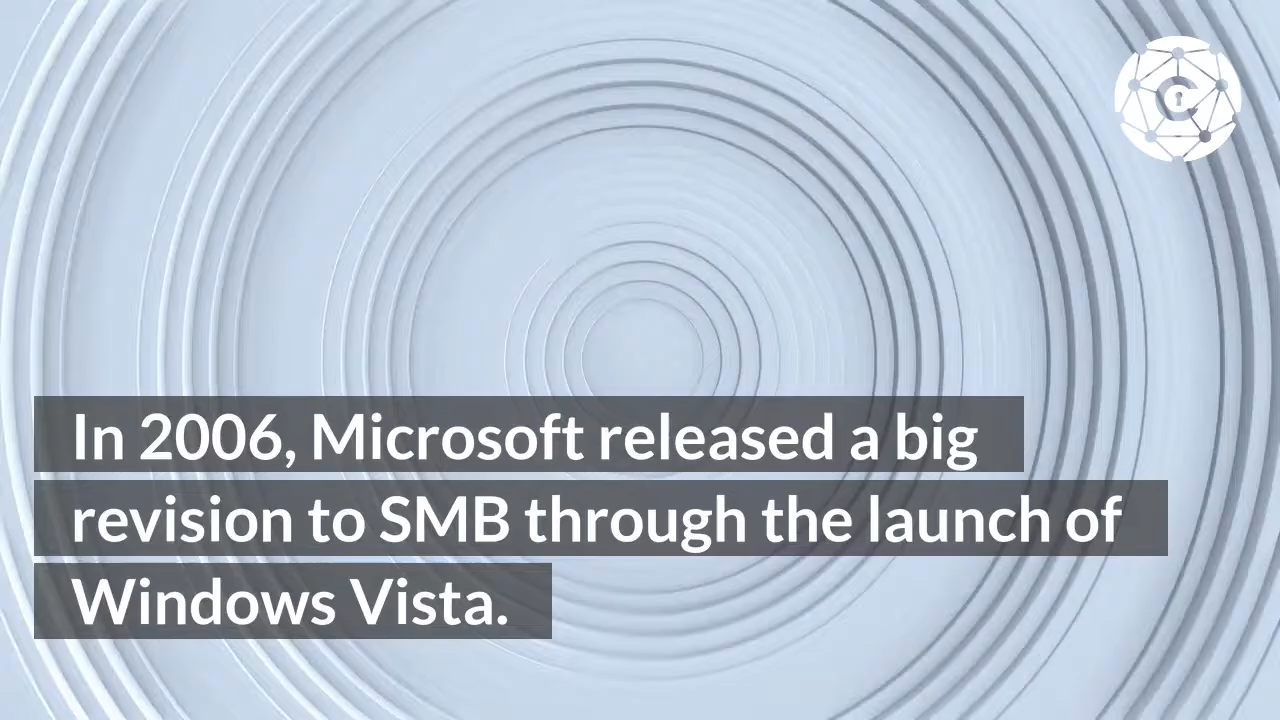 In 2006, Microsoft released a big
revision to SMB through the launch of
Windows Vista.